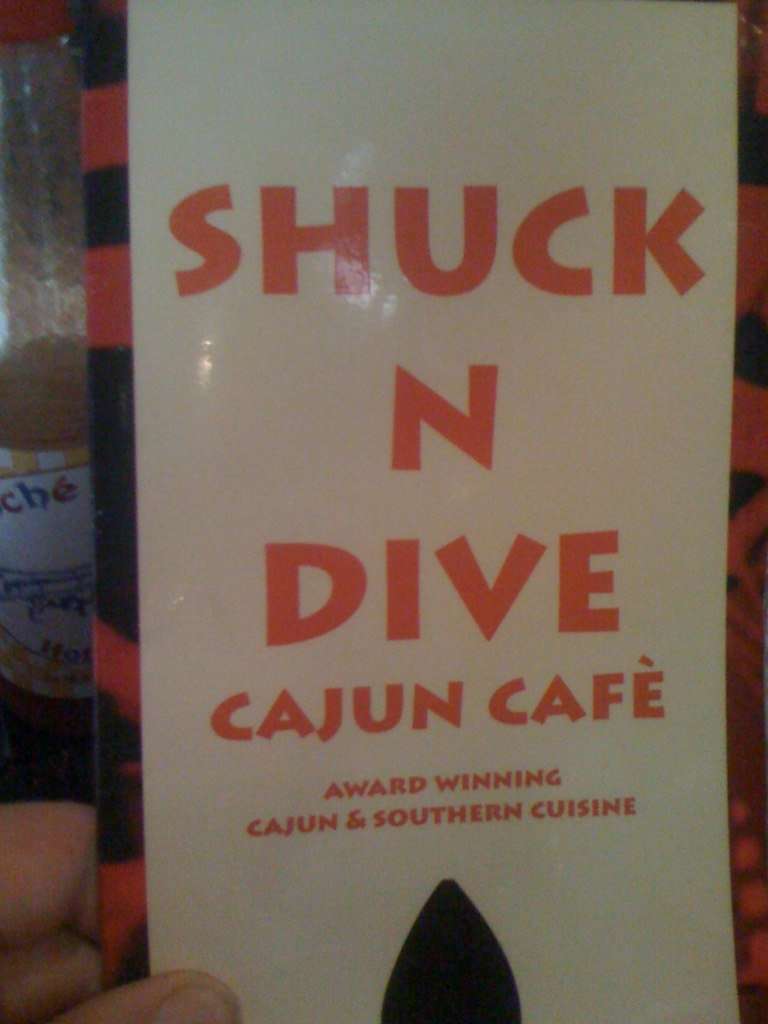 SHUCK
N
DIVE
CAJUN CAFÈ
AWARD WINNING
CAJUN & SOUTHERN CUISINE